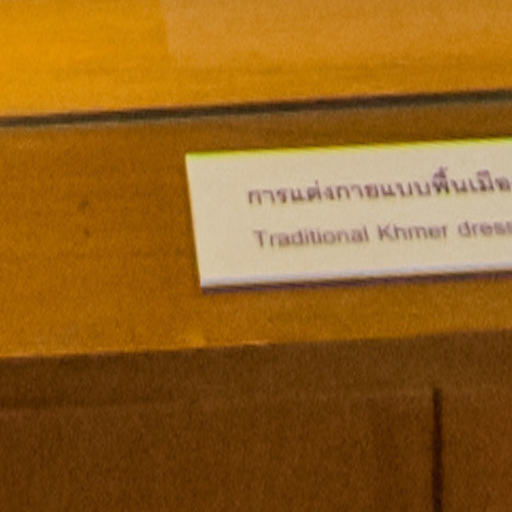 การแต่งกายแบบพื้นเมือ
Traditional Khmer dress